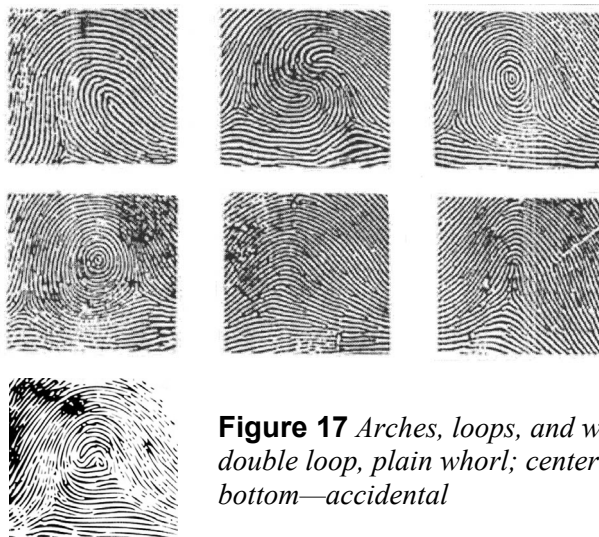 Figure 17 Arches, loops, and
double loop, plain whorl; center
bottom—accidental